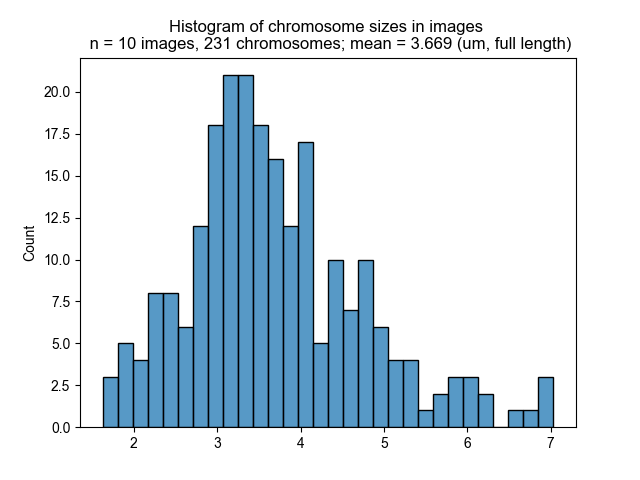 Histogram of chromosome sizes in images
n = 10 images, 231 chromosomes; mean = 3.669 (um, full length)
20.0
17.5
15.0
12.5
10.0
7.5
5.0
2.5
0.0
Count
2 3 4 5 6 7